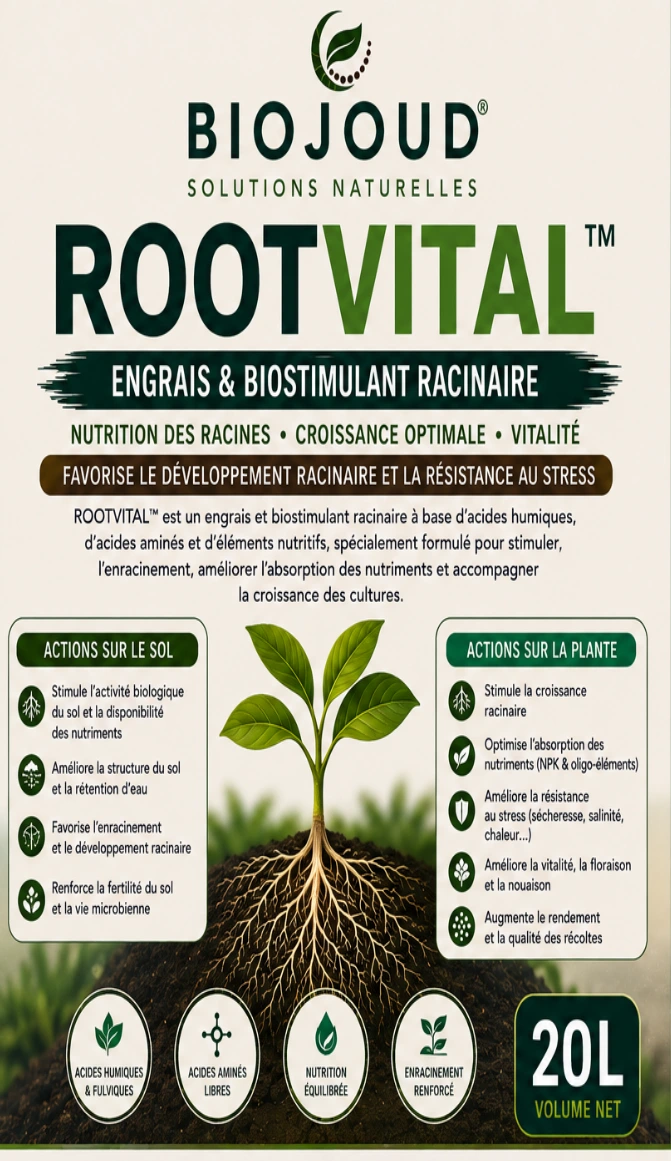 BIOJOUD®
SOLUTIONS NATURELLES
ROOTVITAL™
ENGRAIS & BIOSTIMULANT RACINAIRE
NUTRITION DES RACINES • CROISSANCE OPTIMALE • VITALITÉ
FAVORISE LE DÉVELOPPEMENT RACINAIRE ET LA RÉSISTANCE AU STRESS
ROOTVITAL™ est un engrais et biostimulant racinaire à base d'acides humiques,
d'acides aminés et d'éléments nutritifs, spécialement formulé pour stimuler,
l'enracinement, améliorer l'absorption des nutriments et accompagner
la croissance des cultures.
ACTIONS SUR LE SOL
Stimule l'activité biologique
du sol et la disponibilité
des nutriments
Améliore la structure du sol
et la rétention d'eau
Favorise l'enracinement
et le développement racinaire
Renforce la fertilité du sol
et la vie microbienne
ACTIONS SUR LA PLANTE
Stimule la croissance
racinaire
Optimise l'absorption des
nutriments (NPK & oligo-éléments)
Améliore la résistance
au stress (sécheresse, salinité,
chaleur...)
Améliore la vitalité, la floraison
et la nouaison
Augmente le rendement
et la qualité des récoltes
ACIDES HUMIQUES
& FULVIQUES
ACIDES AMINÉS
LIBRES
NUTRITION
ÉQUILIBRÉE
ENRACINEMENT
RENFORCÉ
20L
VOLUME NET